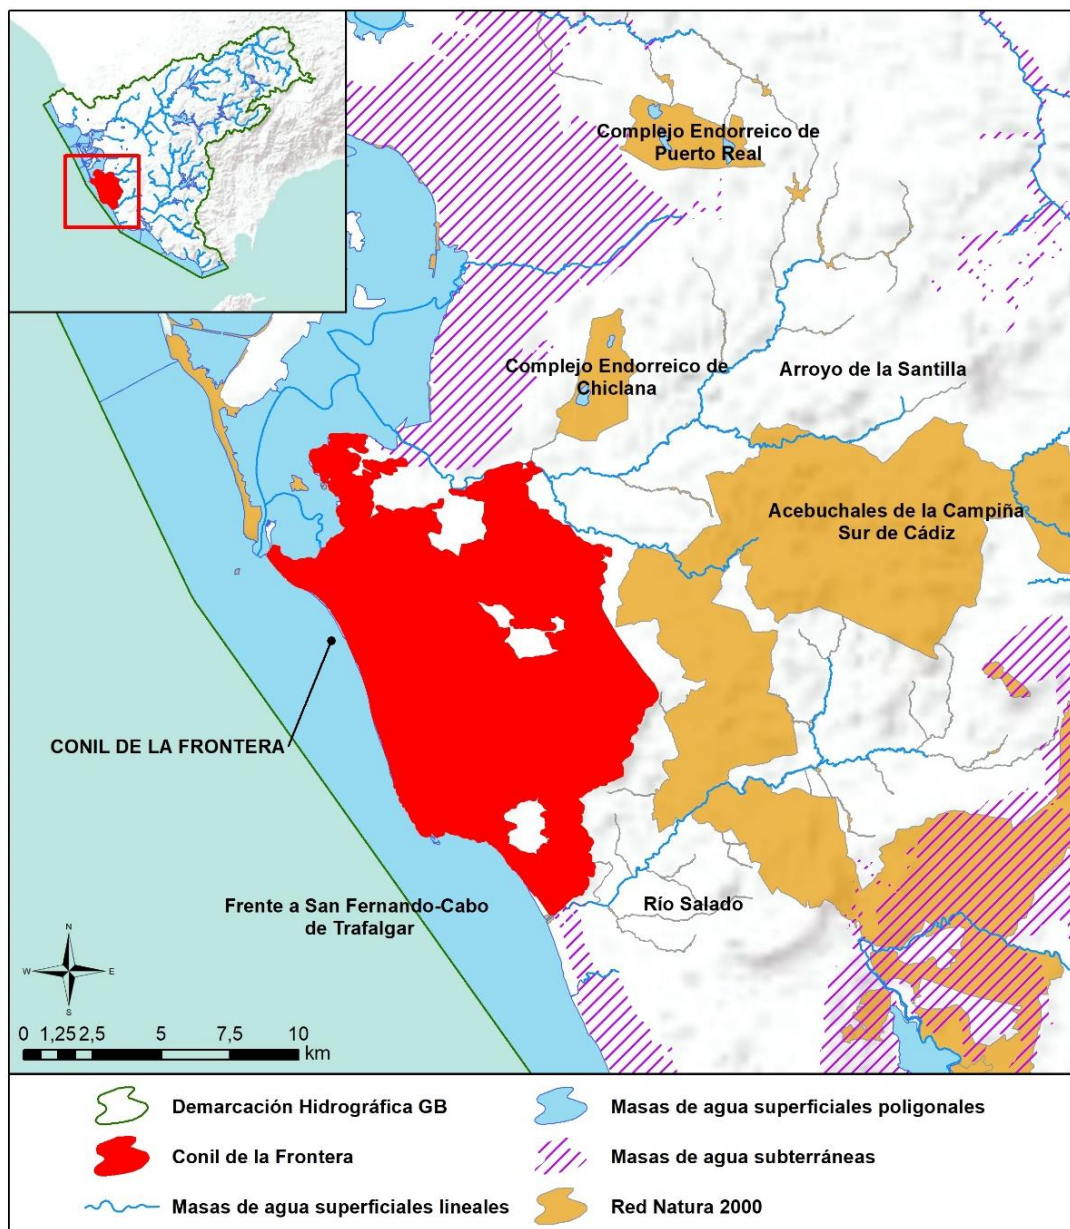 Complejo Endorreico de
Puerto Real
Complejo Endorreico de
Chiclana
Arroyo de la Santilla
Acebuchales de la Campiña
Sur de Cádiz
CONIL DE LA FRONTERA
Frente a San Fernando-Cabo
de Trafalgar
Río Salado
N
W
E
S
0 1,25 2,5 5 7,5 10
km
Demarcación Hidrográfica GB
Masas de agua superficiales poligonales
Conil de la Frontera
Masas de agua subterráneas
Masas de agua superficiales lineales
Red Natura 2000